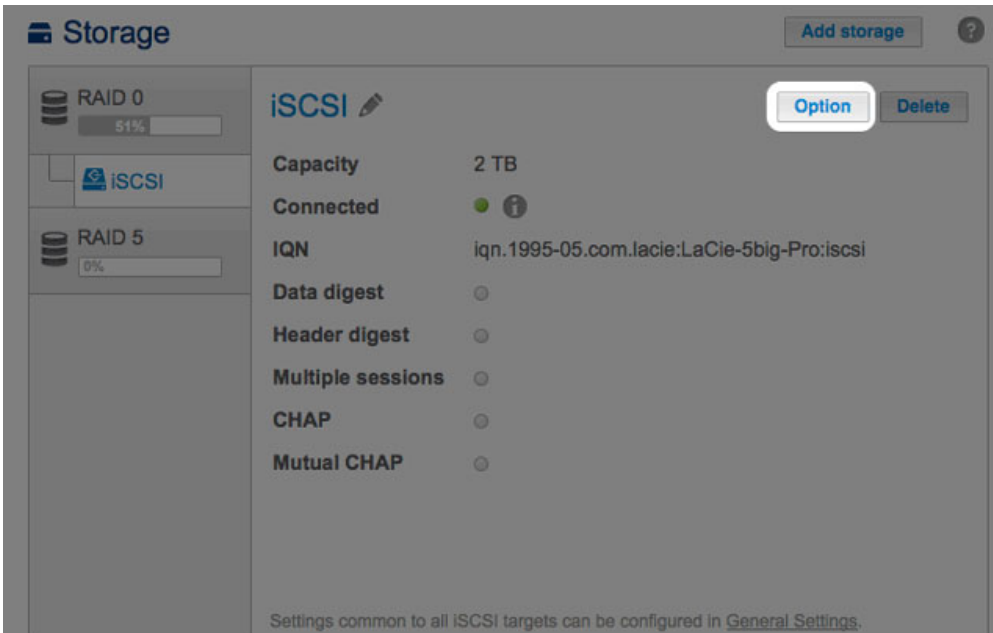 Storage
Add storage
?
RAID 0
51%
iSCSI
RAID 5
0%
iSCSI
Option
Delete
Capacity 2 TB
Connected
IQN iqn.1995-05.com.lacie:LaCie-5big-Pro:iscsi
Data digest
Header digest
Multiple sessions
CHAP
Mutual CHAP
Settings common to all iSCSI targets can be configured in General Settings.